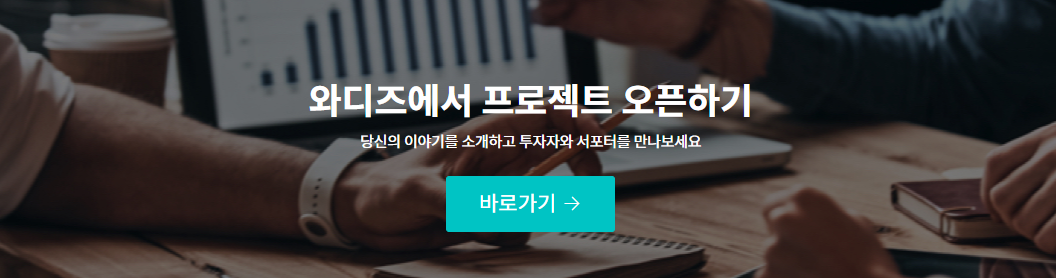 와디즈에서 프로젝트 오픈하기
당신의 이야기를 소개하고 투자자와 서포터를 만나보세요
바로가기 →